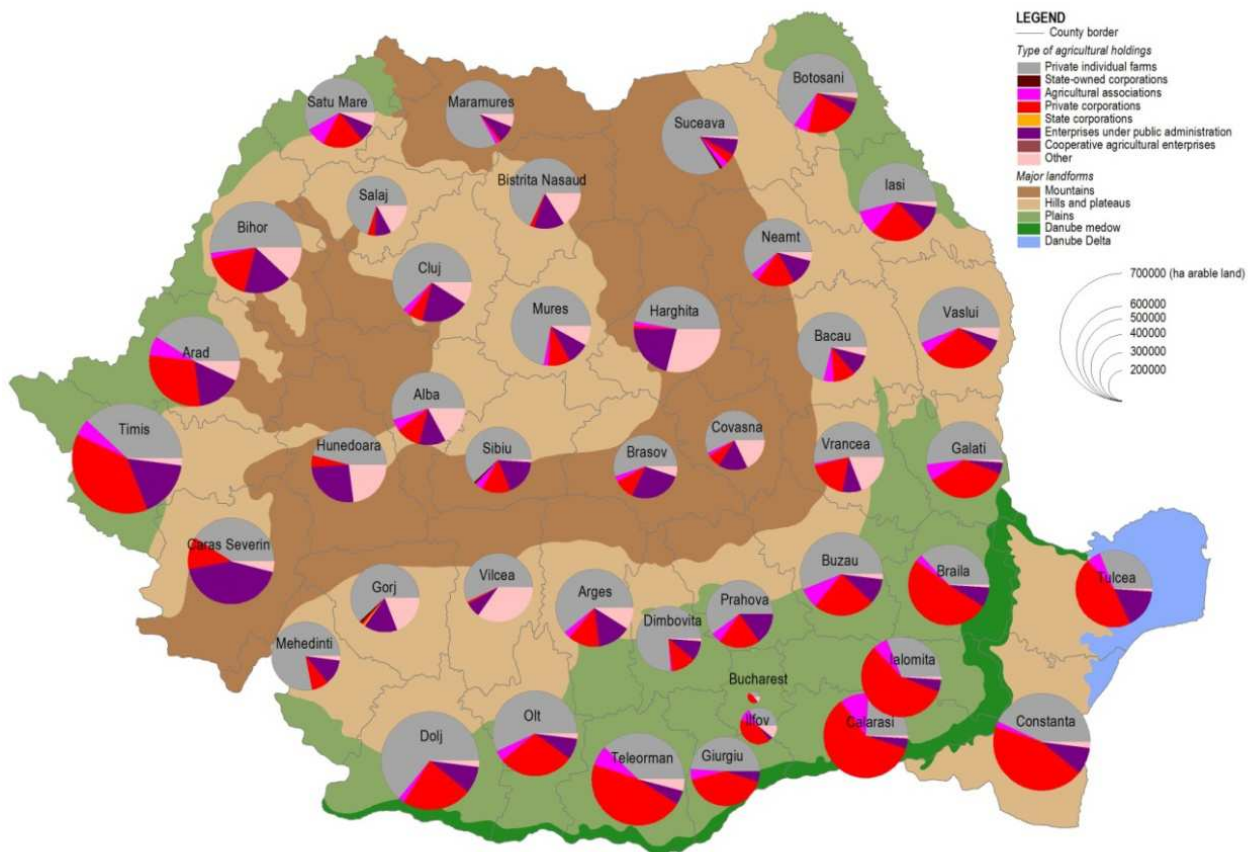 LEGEND
County border
Type of agricultural holdings
Private individual farms
State-owned corporations
Agricultural associations
Private corporations
State corporations
Enterprises under public administration
Cooperative agricultural enterprises
Other
Major landforms
Mountains
Hills and plateaus
Plains
Danube medow
Danube Delta
700000 (ha arable land)
600000
500000
400000
300000
200000
Botosani
Satu Mare
Maramures
Suceava
Bistrita Nasaud
Salaj
Iasi
Bihor
Neamt
Cluj
Mures
Harghita
Vaslui
Bacau
Arad
Alba
Timis
Hunedoara
Sibiu
Brasov
Covasna
Vrancea
Galati
Caras Severin
Gorj
Vilcea
Arges
Dimbovita
Prahova
Buzau
Braila
Tulcea
Mehedinti
Bucharest
Ialomita
Ilfov
Calarasi
Constanta
Dolj
Olt
Teleorman
Giurgiu